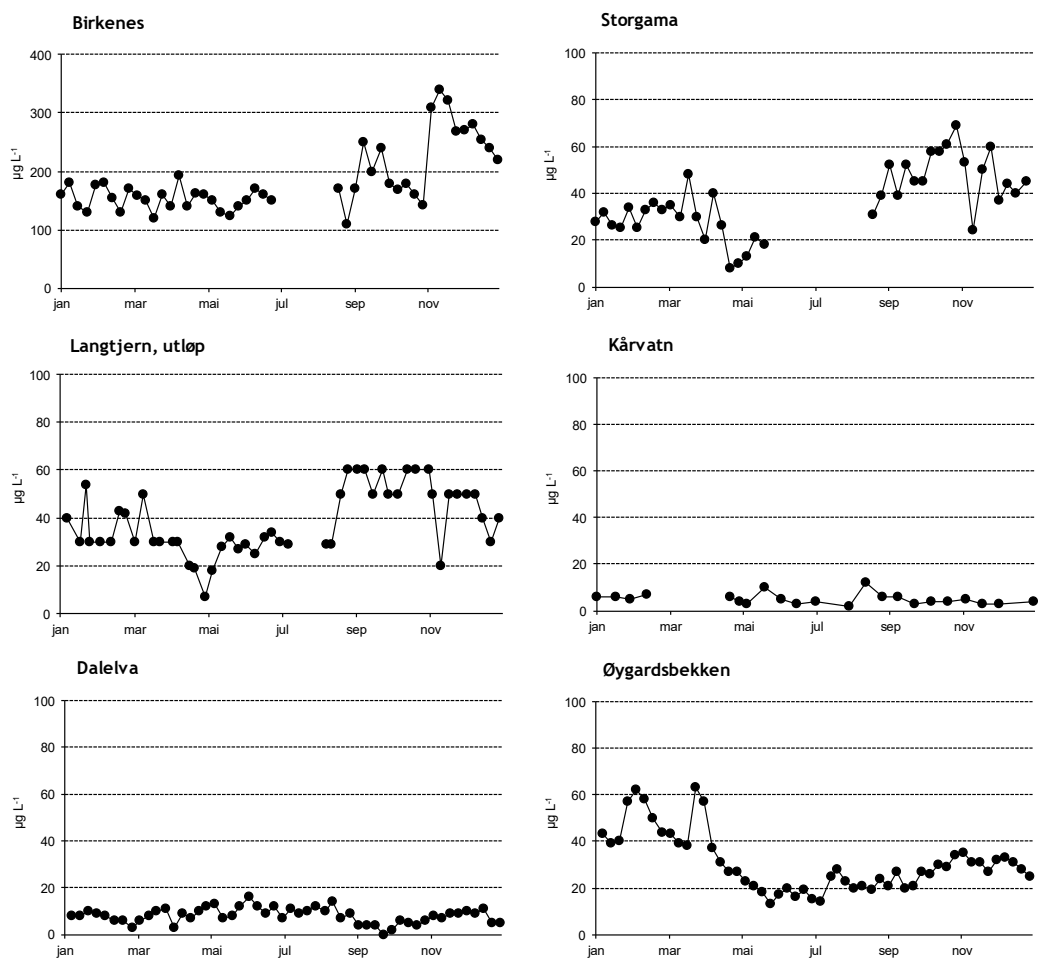 Birkenes
400
300
200
100
0
µg L-1
jan mar mai jul sep nov
Storgama
100
80
60
40
20
0
µg L-1
jan mar mai jul sep nov
Langtjern, utløp
100
80
60
40
20
0
µg L-1
jan mar mai jul sep nov
Kårvatn
100
80
60
40
20
0
µg L-1
jan mar mai jul sep nov
Dalelva
100
80
60
40
20
0
µg L-1
jan mar mai jul sep nov
Øygardsbekken
100
80
60
40
20
0
µg L-1
jan mar mai jul sep nov